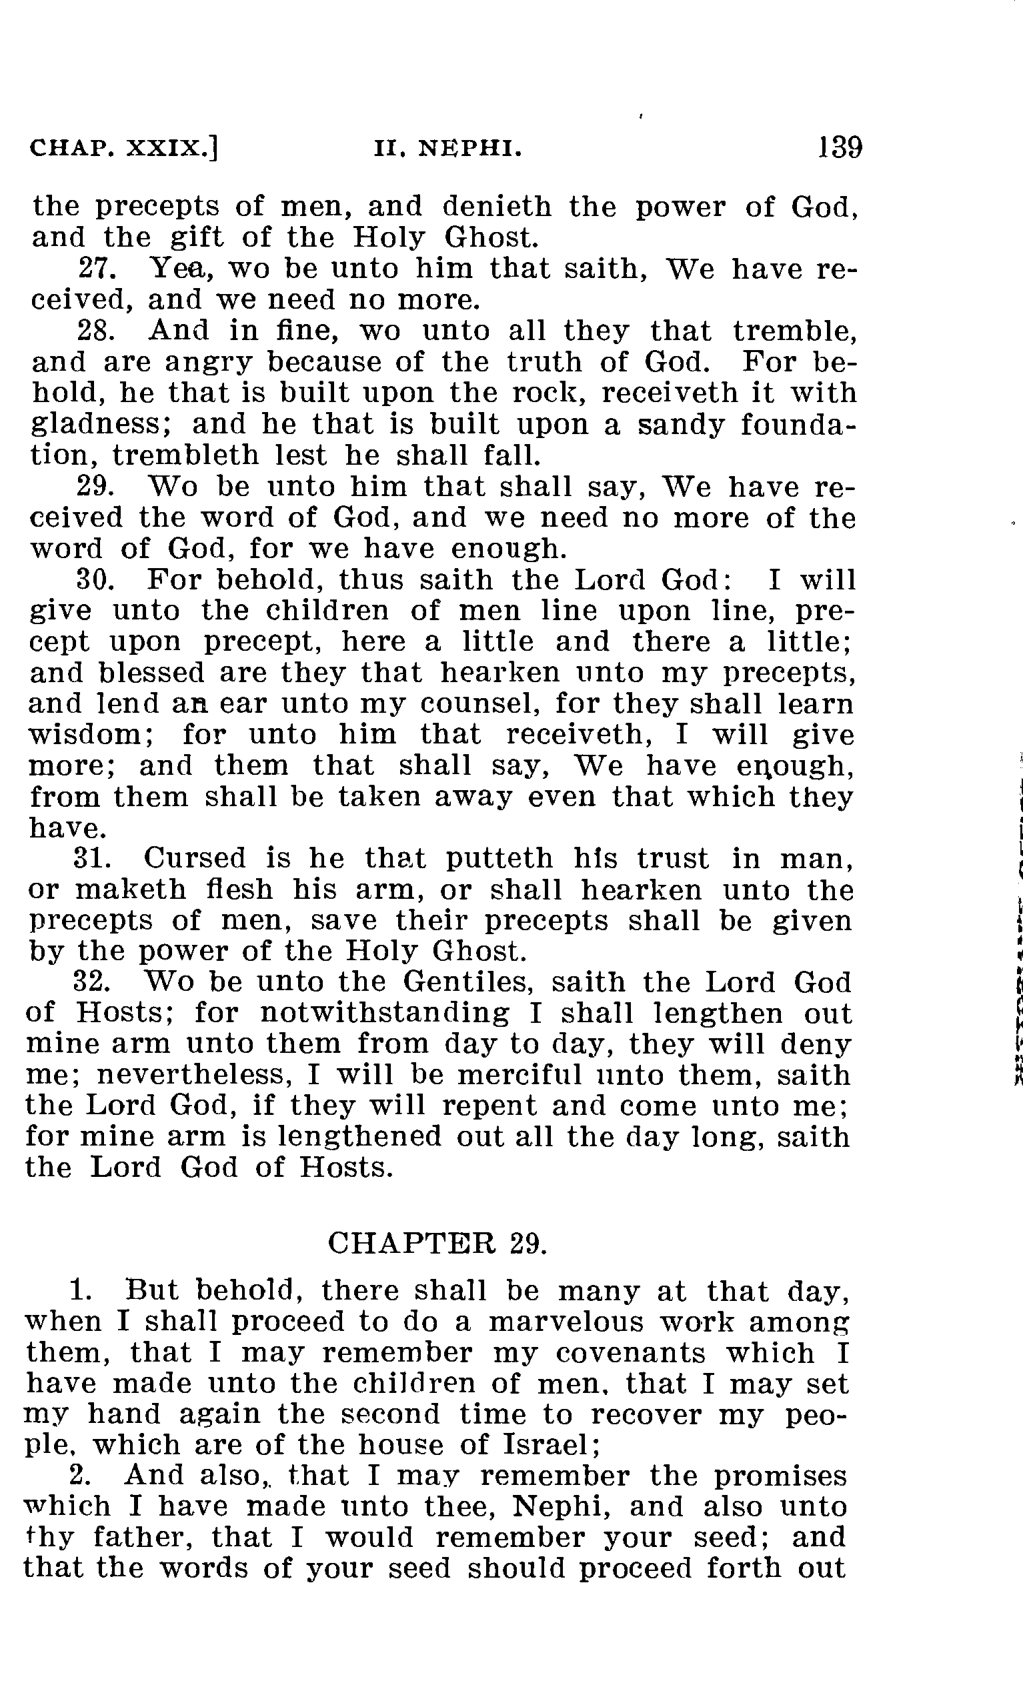 CHAP. XXIX.] II. NEPHI. 139
the precepts of men, and denieth the power of God,
and the gift of the Holy Ghost.
27. Yea, wo be unto him that saith, We have re-
ceived, and we need no more.
28. And in fine, wo unto all they that tremble,
and are angry because of the truth of God. For be-
hold, he that is built upon the rock, receiveth it with
gladness; and he that is built upon a sandy founda-
tion, trembleth lest he shall fall.
29. Wo be unto him that shall say, We have re-
ceived the word of God, and we need no more of the
word of God, for we have enough.
30. For behold, thus saith the Lord God: I will
give unto the children of men line upon line, pre-
cept upon precept, here a little and there a little;
and blessed are they that hearken unto my precepts,
and lend an ear unto my counsel, for they shall learn
wisdom; for unto him that receiveth, I will give
more; and them that shall say, We have enough,
from them shall be taken away even that which they
have.
31. Cursed is he that putteth his trust in man,
or maketh flesh his arm, or shall hearken unto the
precepts of men, save their precepts shall be given
by the power of the Holy Ghost.
32. Wo be unto the Gentiles, saith the Lord God
of Hosts; for notwithstanding I shall lengthen out
mine arm unto them from day to day, they will deny
me; nevertheless, I will be merciful unto them, saith
the Lord God, if they will repent and come unto me;
for mine arm is lengthened out all the day long, saith
the Lord God of Hosts.
CHAPTER 29.
1. But behold, there shall be many at that day,
when I shall proceed to do a marvelous work among
them, that I may remember my covenants which I
have made unto the children of men, that I may set
my hand again the second time to recover my peo-
ple, which are of the house of Israel;
2. And also, that I may remember the promises
which I have made unto thee, Nephi, and also unto
thy father, that I would remember your seed; and
that the words of your seed should proceed forth out